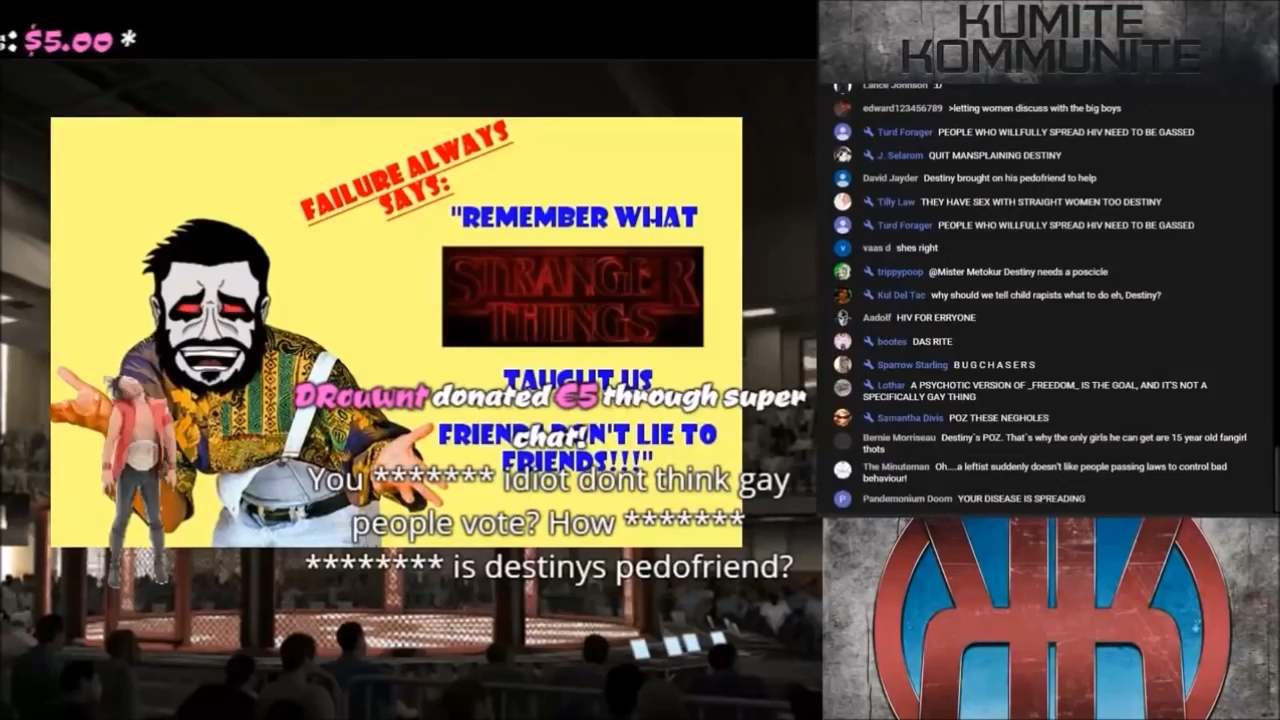 : $5.00 *
KUMITE
KOMMUNITE
FAILURE ALWAYS
SAYS:
"REMEMBER WHAT
STRANGER
THINGS
TAUGHT US
FRIENDS DON'T LIE TO
FRIENDS!!!"
DRouwnt donated €5 through super
chat!
You ******* idiot dont think gay
people vote? How *******
******** is destinys pedofriend?
Lance Johnson :D
edward123456789 >letting women discuss with the big boys
Turd Forager PEOPLE WHO WILLFULLY SPREAD HIV NEED TO BE GASSED
J. Selarom QUIT MANSPLAINING DESTINY
David Jayder Destiny brought on his pedofriend to help
Tilly Law THEY HAVE SEX WITH STRAIGHT WOMEN TOO DESTINY
Turd Forager PEOPLE WHO WILLFULLY SPREAD HIV NEED TO BE GASSED
v vaas d shes right
trippypoop @Mister Metokur Destiny needs a poscicle
Kul Del Tac why should we tell child rapists what to do eh, Destiny?
Aadolf HIV FOR ERRYONE
bootes DAS RITE
Sparrow Starling B U G C H A S E R S
Lothar A PSYCHOTIC VERSION OF _FREEDOM_ IS THE GOAL, AND IT'S NOT A
SPECIFICALLY GAY THING
Samantha Divis POZ THESE NEGHOLES
Bernie Morriseau Destiny`s POZ. That`s why the only girls he can get are 15 year old fangirl
thots
The Minuteman Oh....a leftist suddenly doesn't like people passing laws to control bad
behaviour!
P Pandemonium Doom YOUR DISEASE IS SPREADING